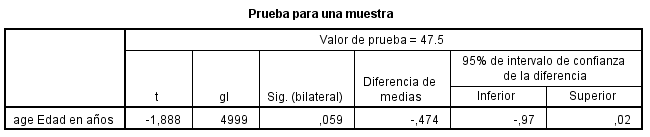 Prueba para una muestra
Valor de prueba = 47.5
95% de intervalo de confianza
de la diferencia
Diferencia de
medias
t gl Sig. (bilateral) Inferior Superior
age Edad en años -1,888 4999 ,059 -,474 -,97 ,02